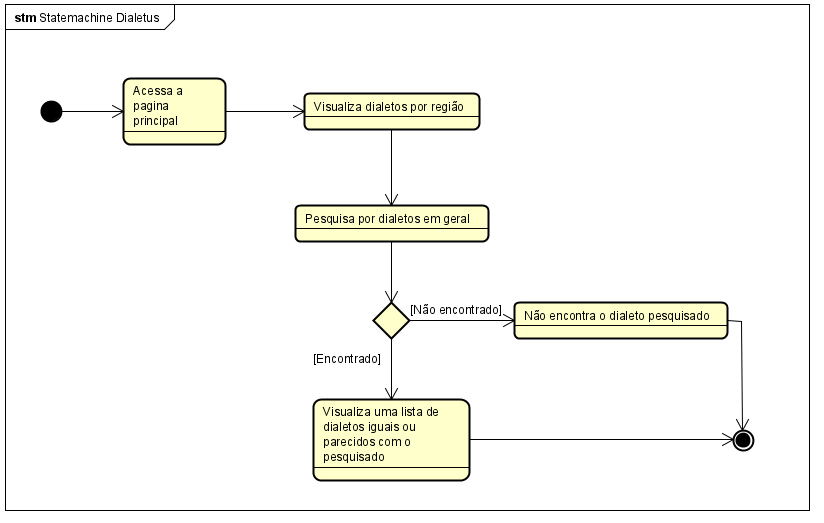 stm Statemachine Dialetus
Acessa a
pagina
principal
Visualiza dialetos por região
Pesquisa por dialetos em geral
[Não encontrado]
Não encontra o dialeto pesquisado
[Encontrado]
Visualiza uma lista de
dialetos iguais ou
parecidos com o
pesquisado